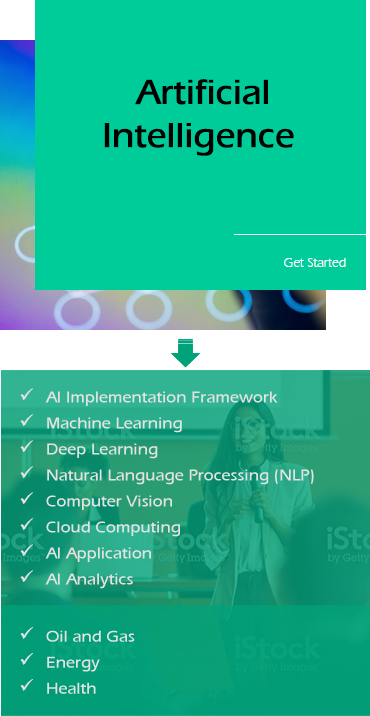 Artificial
Intelligence
Get Started
AI Implementation Framework
Machine Learning
Deep Learning
Natural Language Processing (NLP)
Computer Vision
Cloud Computing
AI Application
AI Analytics
Oil and Gas
Energy
Health
iStock
by Getty Images